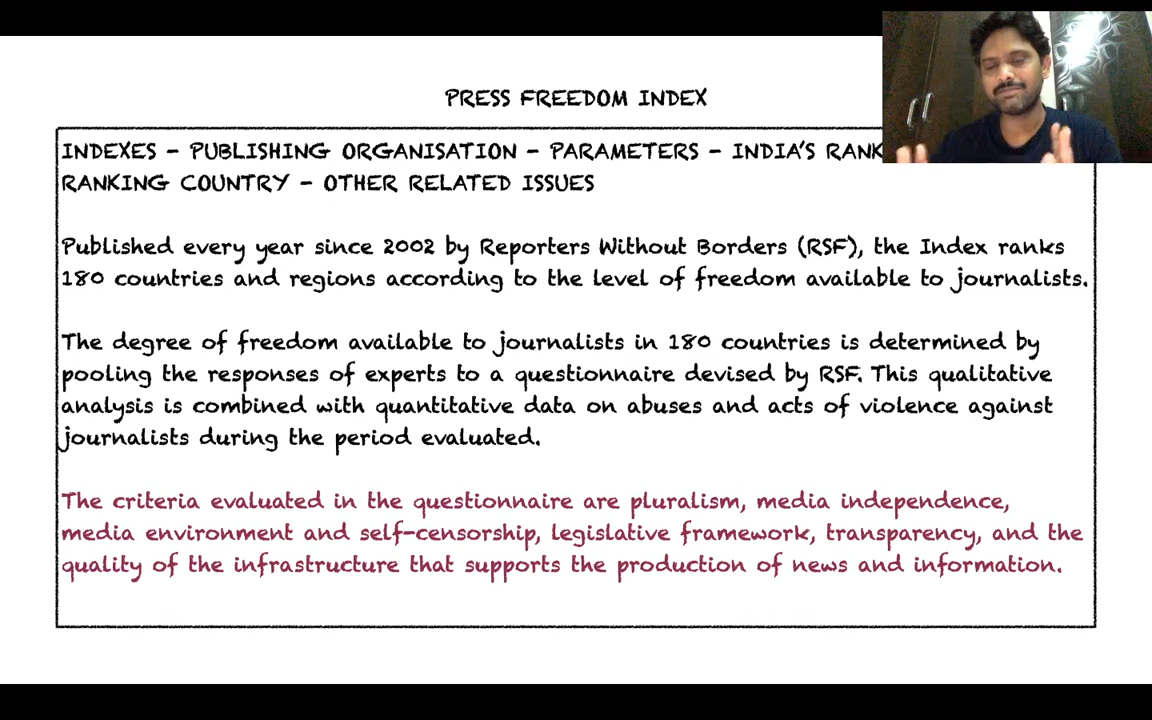 PRESS FREEDOM INDEX
INDEXES - PUBLISHING ORGANISATION - PARAMETERS - INDIA'S RANK
RANKING COUNTRY - OTHER RELATED ISSUES
Published every year since 2002 by Reporters Without Borders (RSF), the Index ranks
180 countries and regions according to the level of freedom available to journalists.
The degree of freedom available to journalists in 180 countries is determined by
pooling the responses of experts to a questionnaire devised by RSF. This qualitative
analysis is combined with quantitative data on abuses and acts of violence against
journalists during the period evaluated.
The criteria evaluated in the questionnaire are pluralism, media independence,
media environment and self-censorship, legislative framework, transparency, and the
quality of the infrastructure that supports the production of news and information.